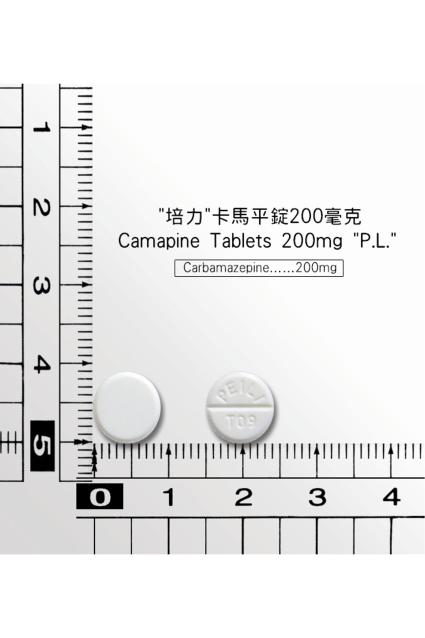 "培力"卡馬平錠200毫克
Camapine Tablets 200mg "P.L."
Carbamazepine......200mg
1
2
3
4
5
PEILI
T09
0 1 2 3 4